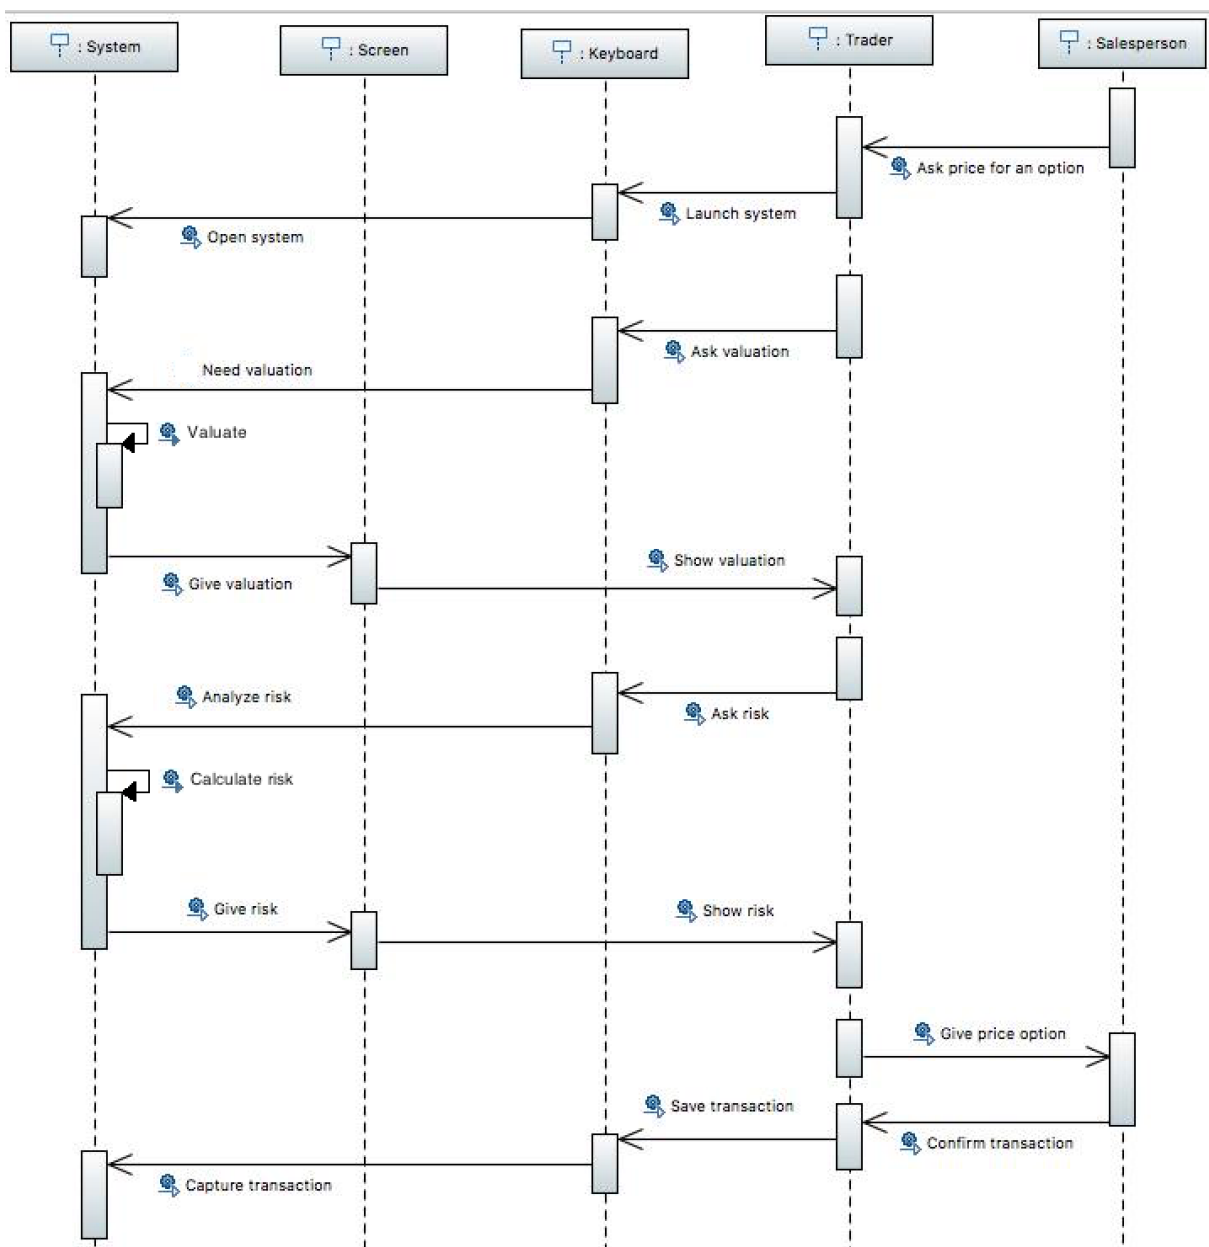 : System
: Screen
: Keyboard
: Trader
: Salesperson
Ask price for an option
Launch system
Open system
Ask valuation
Need valuation
Valuate
Show valuation
Give valuation
Analyze risk
Ask risk
Calculate risk
Give risk
Show risk
Give price option
Save transaction
Confirm transaction
Capture transaction